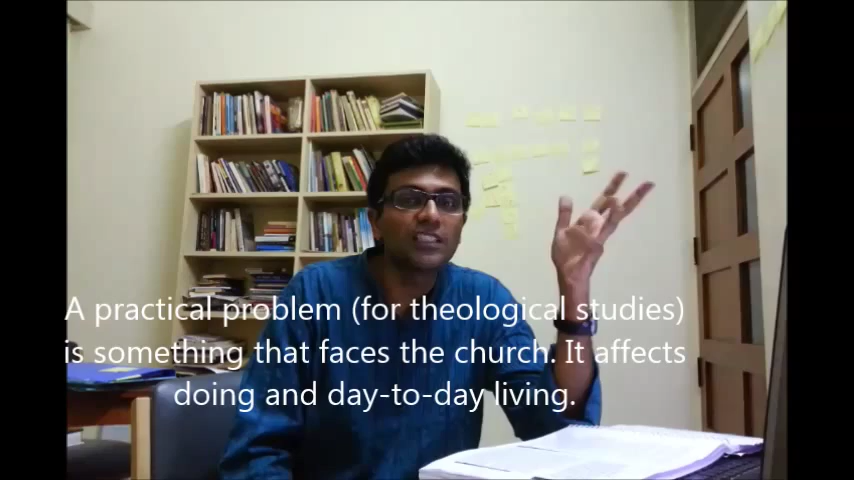 A practical problem (for theological studies)
is something that faces the church. It affects
doing and day-to-day living.